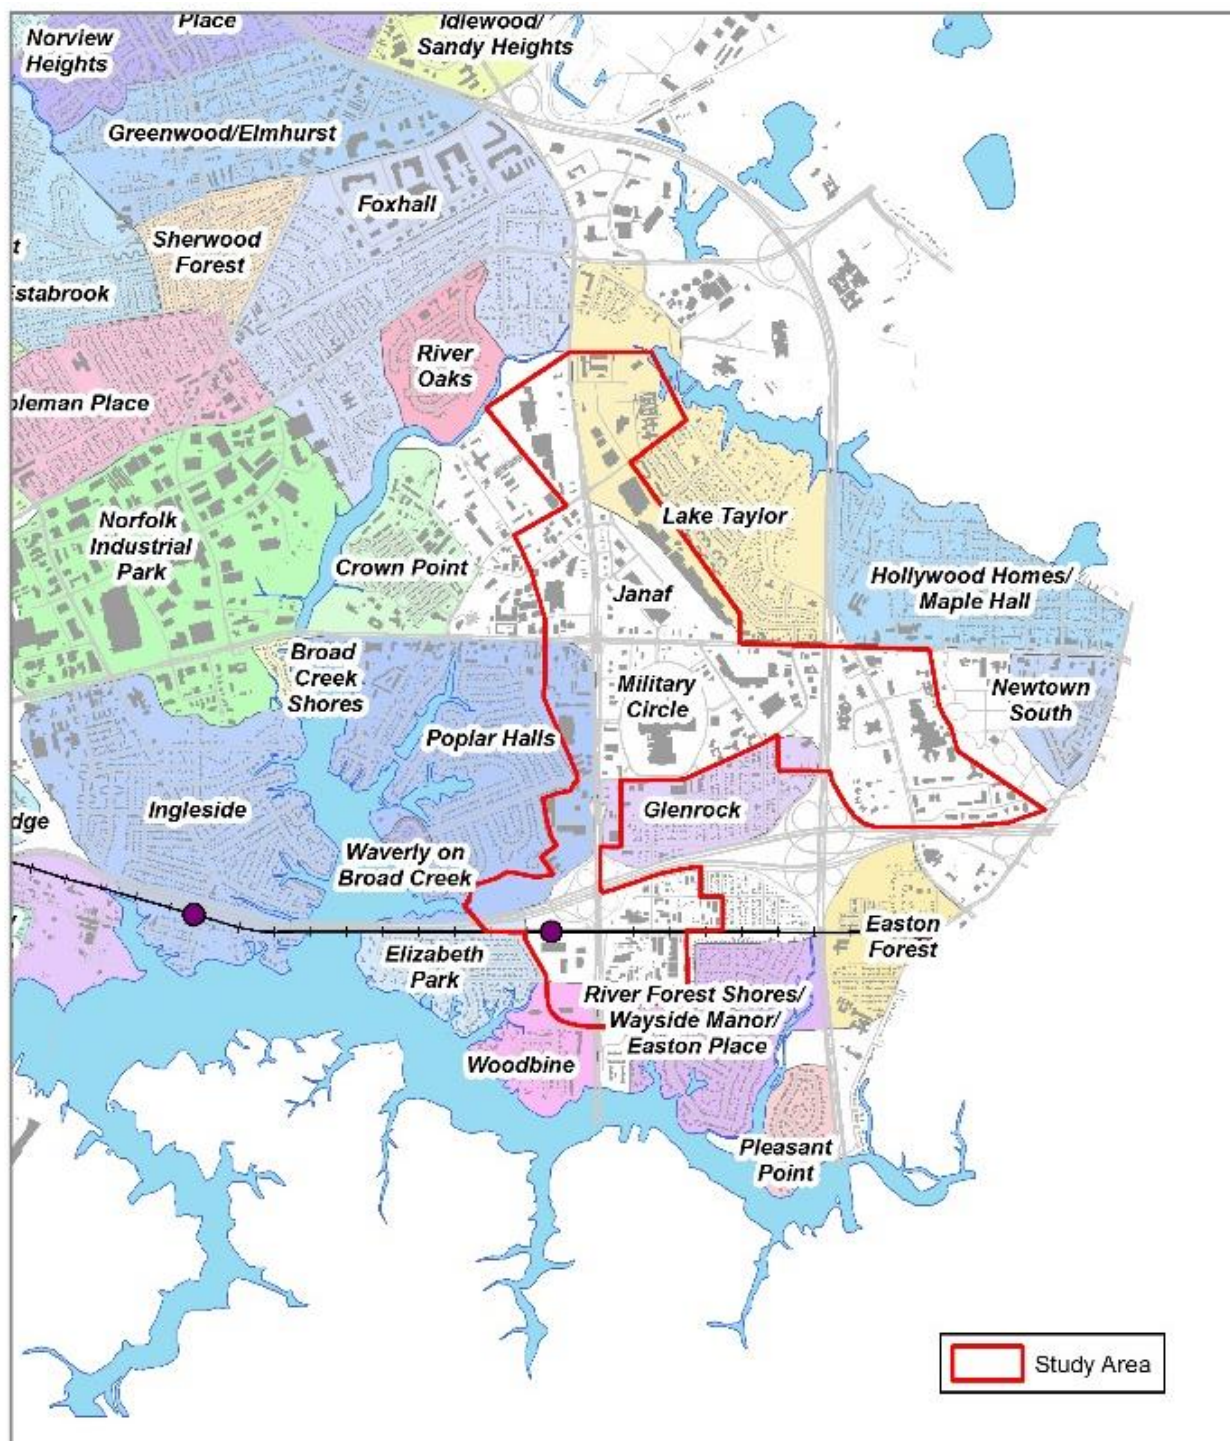 Place
Idlewood/
Sandy Heights
Norview
Heights
Greenwood/Elmhurst
Foxhall
Sherwood
Forest
t
Estabrook
River
Oaks
oleman Place
Norfolk
Industrial
Park
Lake Taylor
Crown Point
Janaf
Hollywood Homes/
Maple Hall
Broad
Creek
Shores
Military
Circle
Newtown
South
Poplar Halls
Ingleside
Glenrock
dge
Waverly on
Broad Creek
y
Elizabeth
Park
Easton
Forest
River Forest Shores/
Wayside Manor/
Easton Place
Woodbine
Pleasant
Point
Study Area